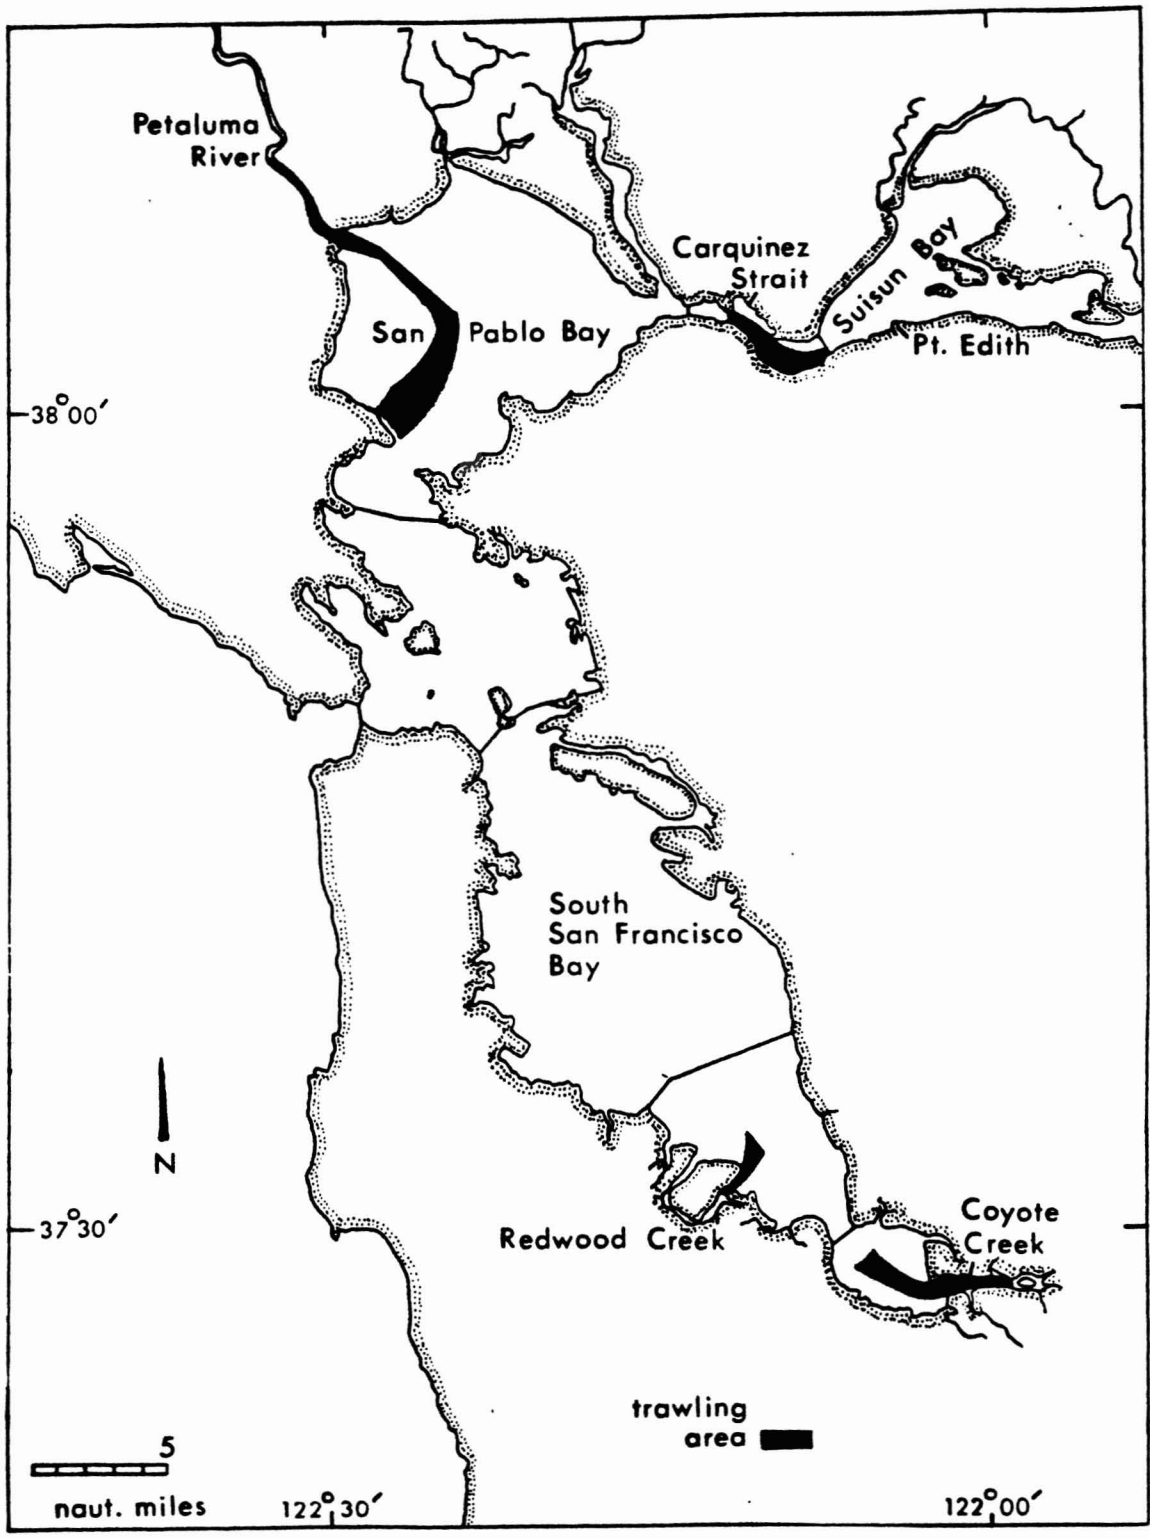 Petaluma
River
Carquinez
Strait
Suisun Bay
San Pablo Bay
Pt. Edith
38°00′
South
San Francisco
Bay
N
37°30′
Redwood Creek
Coyote
Creek
trawling
area
5
naut. miles
122°30′
122°00′